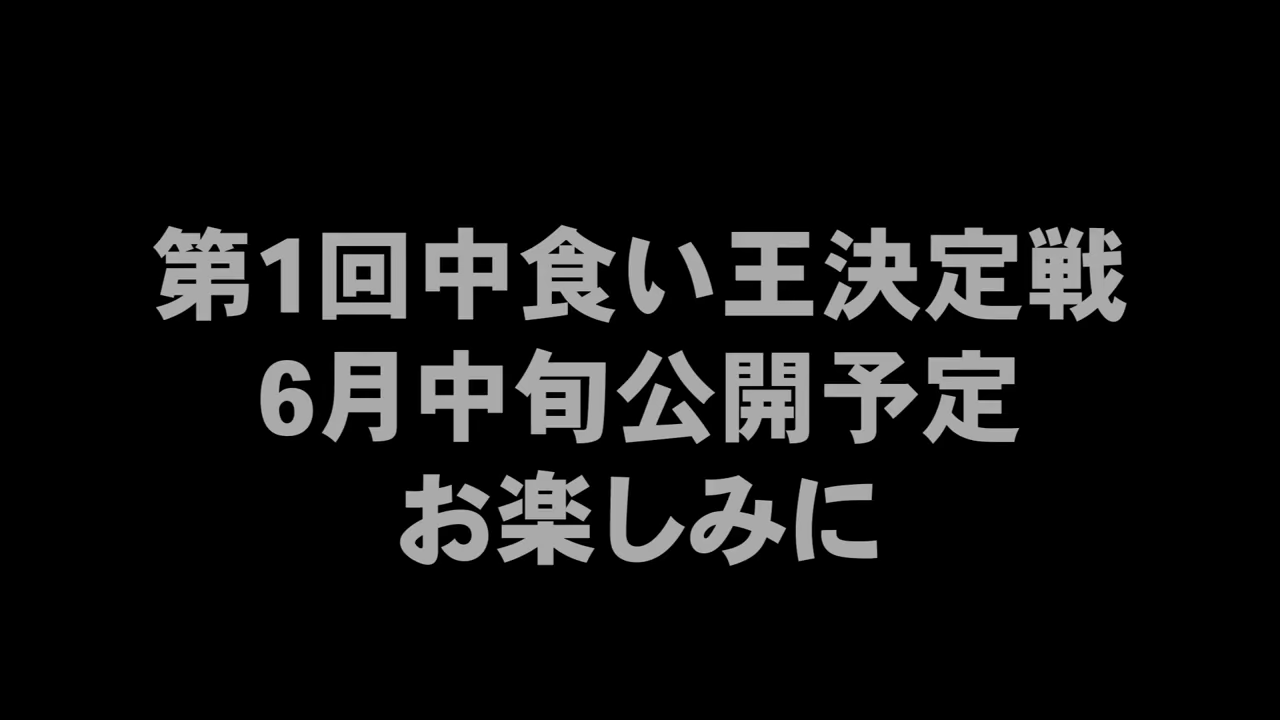 第1回中食い王決定戦
6月中旬公開予定
お楽しみに